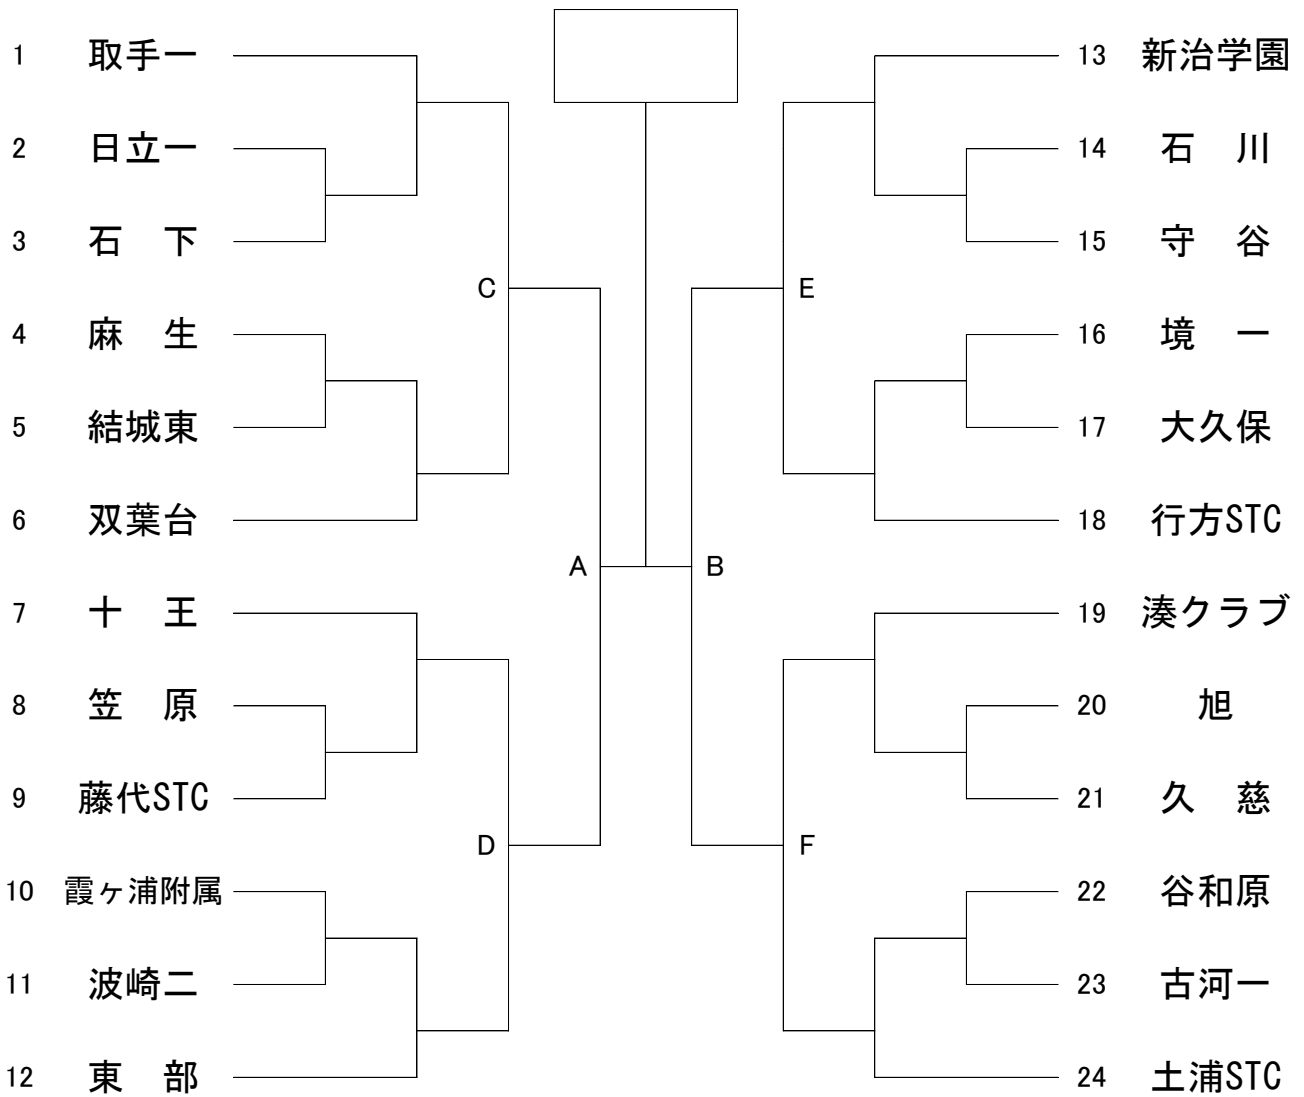 1 取手一
2 日立一
3 石　下
C
4 麻　生
5 結城東
6 双葉台
A
7 十　王
8 笠　原
9 藤代STC
D
10 霞ヶ浦附属
11 波崎二
12 東　部
13 新治学園
14 石　川
15 守　谷
E
16 境　一
17 大久保
18 行方STC
B
19 湊クラブ
20 旭
21 久　慈
F
22 谷和原
23 古河一
24 土浦STC